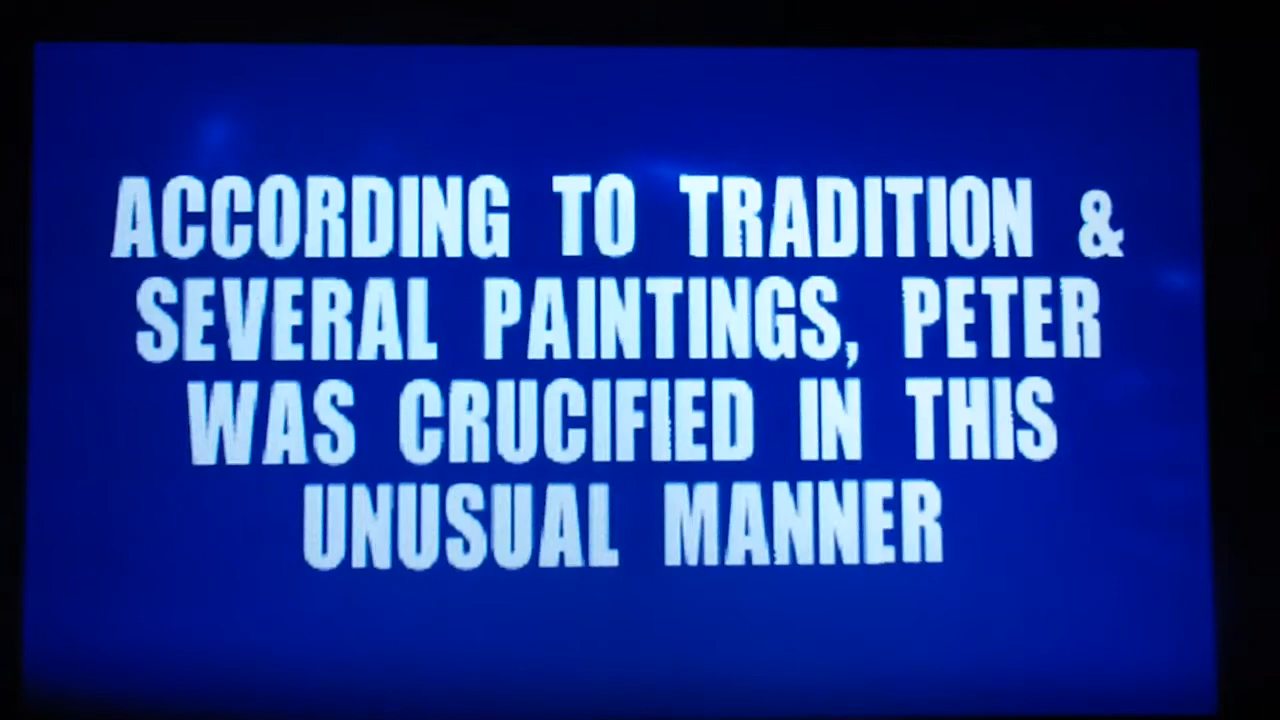 ACCORDING TO TRADITION &
SEVERAL PAINTINGS, PETER
WAS CRUCIFIED IN THIS
UNUSUAL MANNER